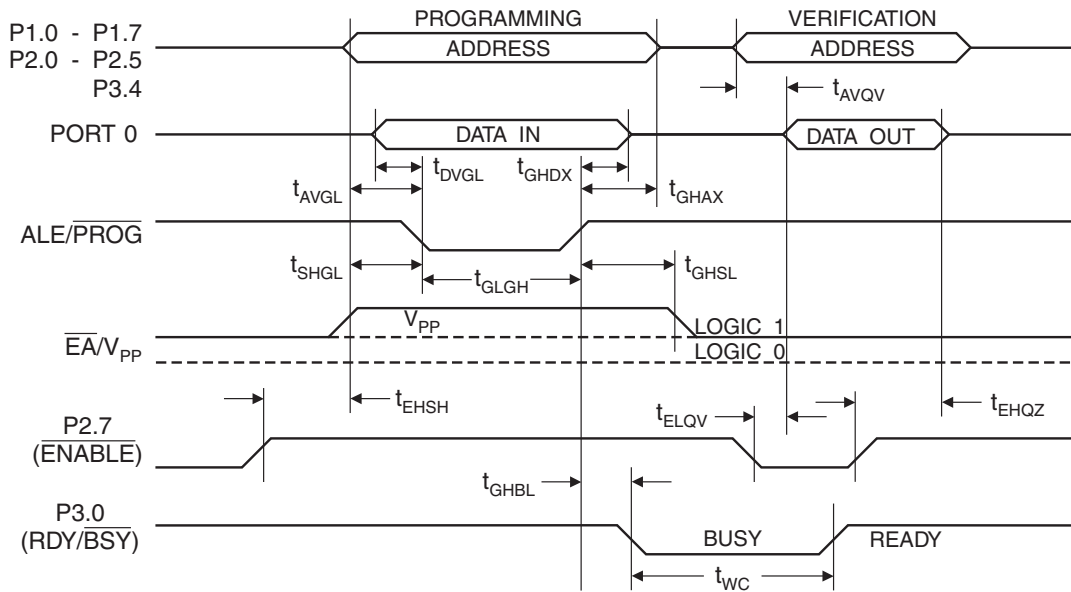 PROGRAMMING VERIFICATION
P1.0 - P1.7
P2.0 - P2.5
P3.4
ADDRESS ADDRESS
tAVQV
PORT 0 DATA IN DATA OUT
tDVGL tGHDX
tAVGL tGHAX
ALE/PROG
tSHGL tGLGH tGHSL
VPP LOGIC 1
EA/VPP
LOGIC 0
tEHSH tELQV tEHQZ
P2.7
(ENABLE)
tGHBL
P3.0
(RDY/BSY)
BUSY READY
tWC